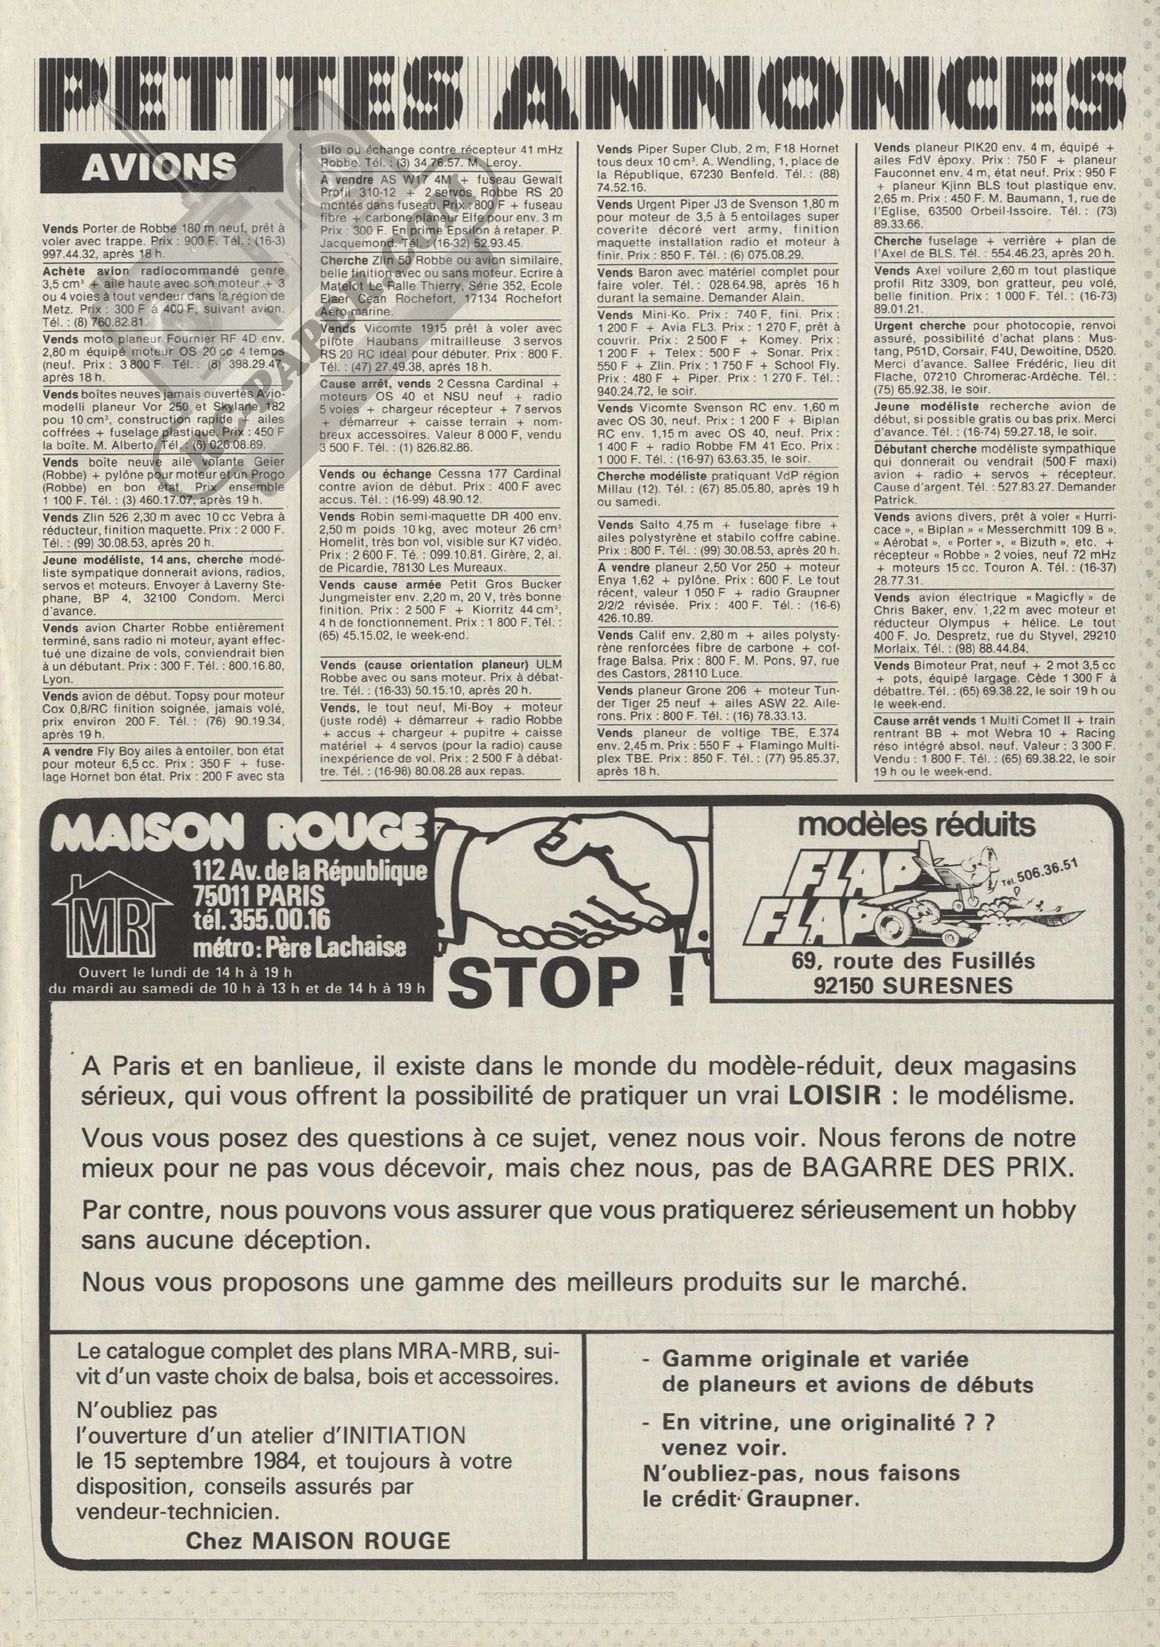 PETITES ANNONCES
AVIONS
Vends Porter de Robbe 180 m neuf, prêt à
voler avec trappe. Prix : 900 F. Tél. : (16-3)
997.44.32, après 18 h.
Achète avion radiocommandé genre
3,5 cm³ + aile haute avec son moteur + 3
ou 4 voies à tout vendeur dans la région de
Metz. Prix : 300 F à 400 F, suivant avion.
Tél. : (8) 760.82.81.
Vends moto planeur Fournier RF 4D env.
2,80 m équipé moteur OS 20 cc 4 temps
(neuf. Prix : 3 800 F. Tél. : (8) 398.29.47,
après 18 h.
Vends boîtes neuves jamais ouvertes Avio-
modelli planeur Vor 250 et Skylane 182
pou 10 cm³, construction rapide + ailes
coffrées + fuselage plastique. Prix : 450 F
la boîte. M. Alberto. Tél. : (6) 026.08.89.
Vends boîte neuve aile volante Geier
(Robbe) + pylône pour moteur et un Progo
(Robbe) en bon état. Prix ensemble
1 100 F. Tél. : (3) 460.17.07, après 19 h.
Vends Zlin 526 2,30 m avec 10 cc Vebra à
réducteur, finition maquette. Prix : 2 000 F.
Tél. : (99) 30.08.53, après 20 h.
Jeune modéliste, 14 ans, cherche modé-
liste sympatique donnerait avions, radios,
servos et moteurs. Envoyer à Laverny Sté-
phane, BP 4, 32100 Condom. Merci
d'avance.
Vends avion Charter Robbe entièrement
terminé, sans radio ni moteur, ayant effec-
tué une dizaine de vols, conviendrait bien
à un débutant. Prix : 300 F. Tél. : 800.16.80,
Lyon.
Vends avion de début. Topsy pour moteur
Cox 0,8/RC finition soignée, jamais volé,
prix environ 200 F. Tél. : (76) 90.19.34,
après 19 h.
A vendre Fly Boy ailes à entoiler, bon état
pour moteur 6,5 cc. Prix : 350 F + fuse-
lage Hornet bon état. Prix : 200 F avec sta
bilo ou échange contre récepteur 41 mHz
Robbe. Tél. : (3) 34.76.57. M. Leroy.
A vendre AS W17 4M + fuseau Gewalt
Profil 310-12 + 2 servos Robbe RS 20
montés dans fuseau. Prix : 800 F + fuseau
fibre + carbone planeur Elfe pour env. 3 m
Prix : 300 F. En prime Epsilon à retaper. P.
Jacquemond. Tél. : (16-32) 52.93.45.
Cherche Zlin 50 Robbe ou avion similaire,
belle finition avec ou sans moteur. Ecrire à
Matelot Le Ralle Thierry, Série 352, Ecole
Elaer Cean Rochefort, 17134 Rochefort
Aéro-marine.
Vends Vicomte 1915 prêt à voler avec
pilote Haubans mitrailleuse 3 servos
RS 20 RC idéal pour débuter. Prix : 800 F.
Tél. : (47) 27.49.38, après 18 h.
Cause arrêt, vends 2 Cessna Cardinal +
moteurs OS 40 et NSU neuf + radio
5 voies + chargeur récepteur + 7 servos
+ démarreur + caisse terrain + nom-
breux accessoires. Valeur 8 000 F, vendu
3 500 F. Tél. : (1) 826.82.86.
Vends ou échange Cessna 177 Cardinal
contre avion de début. Prix : 400 F avec
accus. Tél. : (16-99) 48.90.12.
Vends Robin semi-maquette DR 400 env.
2,50 m poids 10 kg, avec moteur 26 cm³
Homelit, très bon vol, visible sur K7 vidéo.
Prix : 2 600 F. Té. : 099.10.81. Girère, 2, al.
de Picardie, 78130 Les Mureaux.
Vends cause armée Petit Gros Bucker
Jungmeister env. 2,20 m, 20 V, très bonne
finition. Prix : 2 500 F + Kiorritz 44 cm³,
4 h de fonctionnement. Prix : 1 800 F. Tél. :
(65) 45.15.02, le week-end.
Vends (cause orientation planeur) ULM
Robbe avec ou sans moteur. Prix à débat-
tre. Tél. : (16-33) 50.15.10, après 20 h.
Vends, le tout neuf, Mi-Boy + moteur
(juste rodé) + démarreur + radio Robbe
+ accus + chargeur + pupitre + caisse
matériel + 4 servos (pour la radio) cause
inexpérience de vol. Prix : 2 500 F à débat-
tre. Tél. : (16-98) 80.08.28 aux repas.
Vends Piper Super Club, 2 m, F18 Hornet
tous deux 10 cm³. A. Wendling, 1, place de
la République, 67230 Benfeld. Tél. : (88)
74.52.16.
Vends Urgent Piper J3 de Svenson 1,80 m
pour moteur de 3,5 à 5 entoilages super
coverite décoré vert army, finition
maquette installation radio et moteur à
finir. Prix : 850 F. Tél. : (6) 075.08.29.
Vends Baron avec matériel complet pour
faire voler. Tél. : 028.64.98, après 16 h
durant la semaine. Demander Alain.
Vends Mini-Ko. Prix : 740 F, fini. Prix :
1 200 F + Avia FL3. Prix : 1 270 F, prêt à
couvrir. Prix : 2 500 F + Komey. Prix :
1 200 F + Telex : 500 F + Sonar. Prix :
550 F + Zlin. Prix : 1 750 F + School Fly.
Prix : 480 F + Piper. Prix : 1 270 F. Tél. :
940.24.72, le soir.
Vends Vicomte Svenson RC env. 1,60 m
avec OS 30, neuf. Prix : 1 200 F + Biplan
RC env. 1,15 m avec OS 40, neuf. Prix :
1 400 F + radio Robbe FM 41 Eco. Prix :
1 000 F. Tél. : (16-97) 63.63.35, le soir.
Cherche modéliste pratiquant VdP région
Millau (12). Tél. : (67) 85.05.80, après 19 h
ou samedi.
Vends Salto 4,75 m + fuselage fibre +
ailes polystyrène et stabilo coffre cabine.
Prix : 800 F. Tél. : (99) 30.08.53, après 20 h.
A vendre planeur 2,50 Vor 250 + moteur
Enya 1,62 + pylône. Prix : 600 F. Le tout
récent, valeur 1 050 F + radio Graupner
2/2/2 révisée. Prix : 400 F. Tél. : (16-6)
426.10.89.
Vends Calif env. 2,80 m + ailes polysty-
rène renforcées fibre de carbone + cof-
frage Balsa. Prix : 800 F. M. Pons, 97, rue
des Castors, 28110 Luce.
Vends planeur Grone 206 + moteur Tun-
der Tiger 25 neuf + ailes ASW 22. Aile-
rons. Prix : 800 F. Tél. : (16) 78.33.13.
Vends planeur de voltige TBE, E.374
env. 2,45 m. Prix : 550 F + Flamingo Multi-
plex TBE. Prix : 850 F. Tél. : (77) 95.85.37,
après 18 h.
Vends planeur PIK20 env. 4 m, équipé +
ailes FdV époxy. Prix : 750 F + planeur
Fauconnet env. 4 m, état neuf. Prix : 950 F
+ planeur Kjinn BLS tout plastique env.
2,65 m. Prix : 450 F. M. Baumann, 1, rue de
l'Eglise, 63500 Orbeil-Issoire. Tél. : (73)
89.33.66.
Cherche fuselage + verrière + plan de
l'Axel de BLS. Tél. : 554.46.23, après 20 h.
Vends Axel voilure 2,60 m tout plastique
profil Ritz 3309, bon gratteur, peu volé,
belle finition. Prix : 1 000 F. Tél. : (16-73)
89.01.21.
Urgent cherche pour photocopie, renvoi
assuré, possibilité d'achat plans : Mus-
tang, P51D, Corsair, F4U, Dewoitine, D520.
Merci d'avance. Sallee Frédéric, lieu dit
Flache, 07210 Chromerac-Ardèche. Tél. :
(75) 65.92.38, le soir.
Jeune modéliste recherche avion de
début, si possible gratis ou bas prix. Merci
d'avance. Tél. : (16-74) 59.27.18, le soir.
Débutant cherche modéliste sympathique
qui donnerait ou vendrait (500 F maxi)
avion + radio + servos + récepteur.
Cause d'argent. Tél. : 527.83.27. Demander
Patrick.
Vends avions divers, prêt à voler « Hurri-
cace », « Biplan » « Messerchmitt 109 B »,
« Aérobat », « Porter », « Bizuth », etc. +
récepteur « Robbe » 2 voies, neuf 72 mHz
+ moteurs 15 cc. Touron A. Tél. : (16-37)
28.77.31.
Vends avion électrique « Magicfly » de
Chris Baker, env. 1,22 m avec moteur et
réducteur Olympus + hélice. Le tout
400 F. Jo. Despretz, rue du Styvel, 29210
Morlaix. Tél. : (98) 88.44.84.
Vends Bimoteur Prat, neuf + 2 mot 3,5 cc
+ pots, équipé largage. Cède 1 300 F à
débattre. Tél. : (65) 69.38.22, le soir 19 h ou
le week-end.
Cause arrêt vends 1 Multi Comet II + train
rentrant BB + mot Webra 10 + Racing
réso intégré absol. neuf. Valeur : 3 300 F.
Vendu : 1 800 F. Tél. : (65) 69.38.22, le soir
19 h ou le week-end.
RC-PAPER.COM
MAISON ROUGE
MR
112 Av. de la République
75011 PARIS
tél. 355.00.16
métro : Père Lachaise
Ouvert le lundi de 14 h à 19 h
du mardi au samedi de 10 h à 13 h et de 14 h à 19 h
STOP !
modèles réduits
FLAP
FLAP
Tél. 506.36.51
69, route des Fusillés
92150 SURESNES
A Paris et en banlieue, il existe dans le monde du modèle-réduit, deux magasins
sérieux, qui vous offrent la possibilité de pratiquer un vrai LOISIR : le modélisme.
Vous vous posez des questions à ce sujet, venez nous voir. Nous ferons de notre
mieux pour ne pas vous décevoir, mais chez nous, pas de BAGARRE DES PRIX.
Par contre, nous pouvons vous assurer que vous pratiquerez sérieusement un hobby
sans aucune déception.
Nous vous proposons une gamme des meilleurs produits sur le marché.
Le catalogue complet des plans MRA-MRB, sui-
vit d'un vaste choix de balsa, bois et accessoires.
N'oubliez pas
l'ouverture d'un atelier d'INITIATION
le 15 septembre 1984, et toujours à votre
disposition, conseils assurés par
vendeur-technicien.
Chez MAISON ROUGE
- Gamme originale et variée
de planeurs et avions de débuts
- En vitrine, une originalité ? ?
venez voir.
N'oubliez-pas, nous faisons
le crédit Graupner.